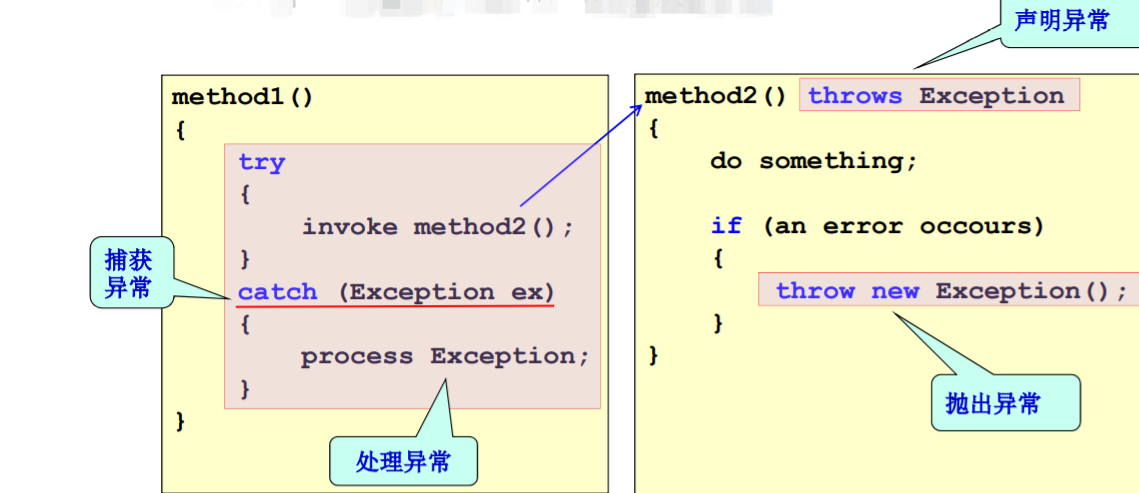 声明异常
method1()
{
try
{
invoke method2();
}
catch (Exception ex)
{
process Exception;
}
}
捕获
异常
处理异常
method2() throws Exception
{
do something;
if (an error occours)
{
throw new Exception();
}
}
抛出异常